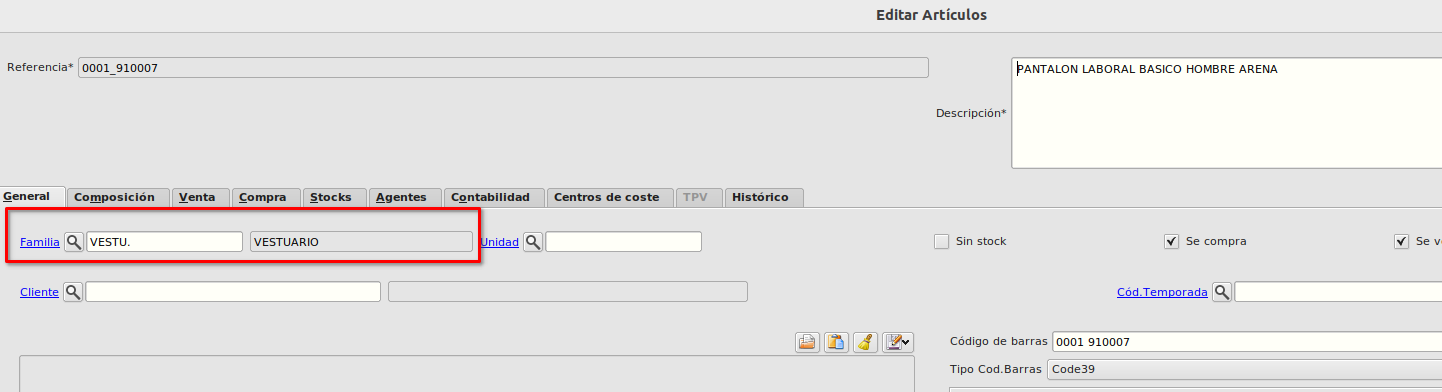 Editar Artículos
Referencia* 0001_910007
PANTALON LABORAL BASICO HOMBRE ARENA
Descripción*
General Composición Venta Compra Stocks Agentes Contabilidad Centros de coste TPV Histórico
Familia VESTU. VESTUARIO Unidad Sin stock Se compra Se v
Cliente Cód.Temporada
Código de barras 0001 910007
Tipo Cod.Barras Code39